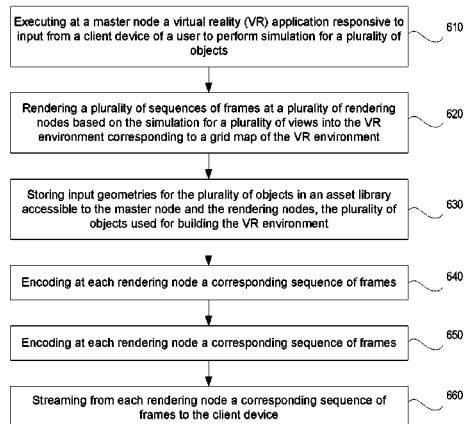 Executing at a master node a virtual reality (VR) application responsive to
input from a client device of a user to perform simulation for a plurality of
objects
610
Rendering a plurality of sequences of frames at a plurality of rendering
nodes based on the simulation for a plurality of views into the VR
environment corresponding to a grid map of the VR environment
620
Storing input geometries for the plurality of objects in an asset library
accessible to the master node and the rendering nodes, the plurality of
objects used for building the VR environment
630
Encoding at each rendering node a corresponding sequence of frames
640
Encoding at each rendering node a corresponding sequence of frames
650
Streaming from each rendering node a corresponding sequence of
frames to the client device
660